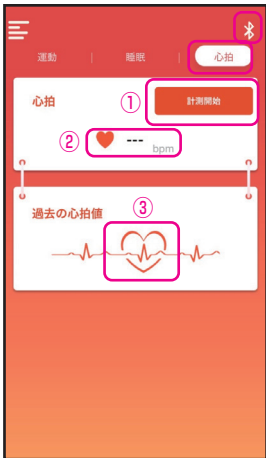 運動 | 睡眠 | 心拍
心拍 ① 計測開始
② --- bpm
過去の心拍値 ③